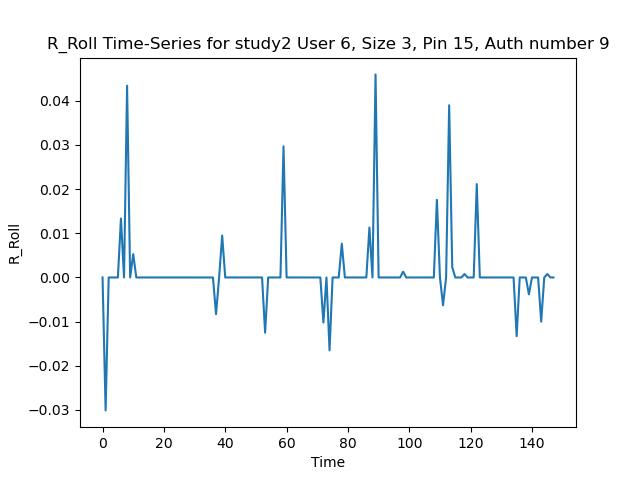 R_Roll Time-Series for study2 User 6, Size 3, Pin 15, Auth number 9
0.04
0.03
0.02
0.01
0.00
−0.01
−0.02
−0.03
R_Roll
0 20 40 60 80 100 120 140
Time